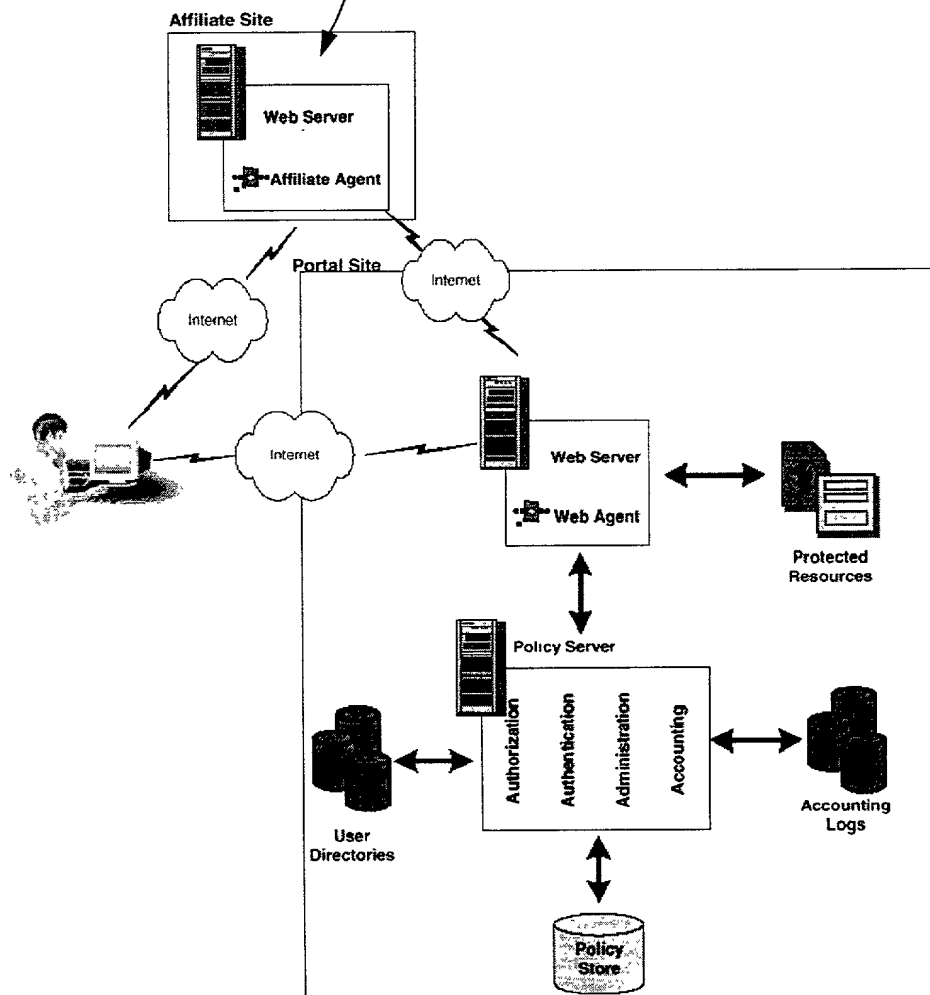 Affiliate Site
Web Server
Affiliate Agent
Portal Site
Internet
Internet
Internet
Web Server
Web Agent
Protected
Resources
Policy Server
Authorization
Authentication
Administration
Accounting
User
Directories
Accounting
Logs
Policy
Store